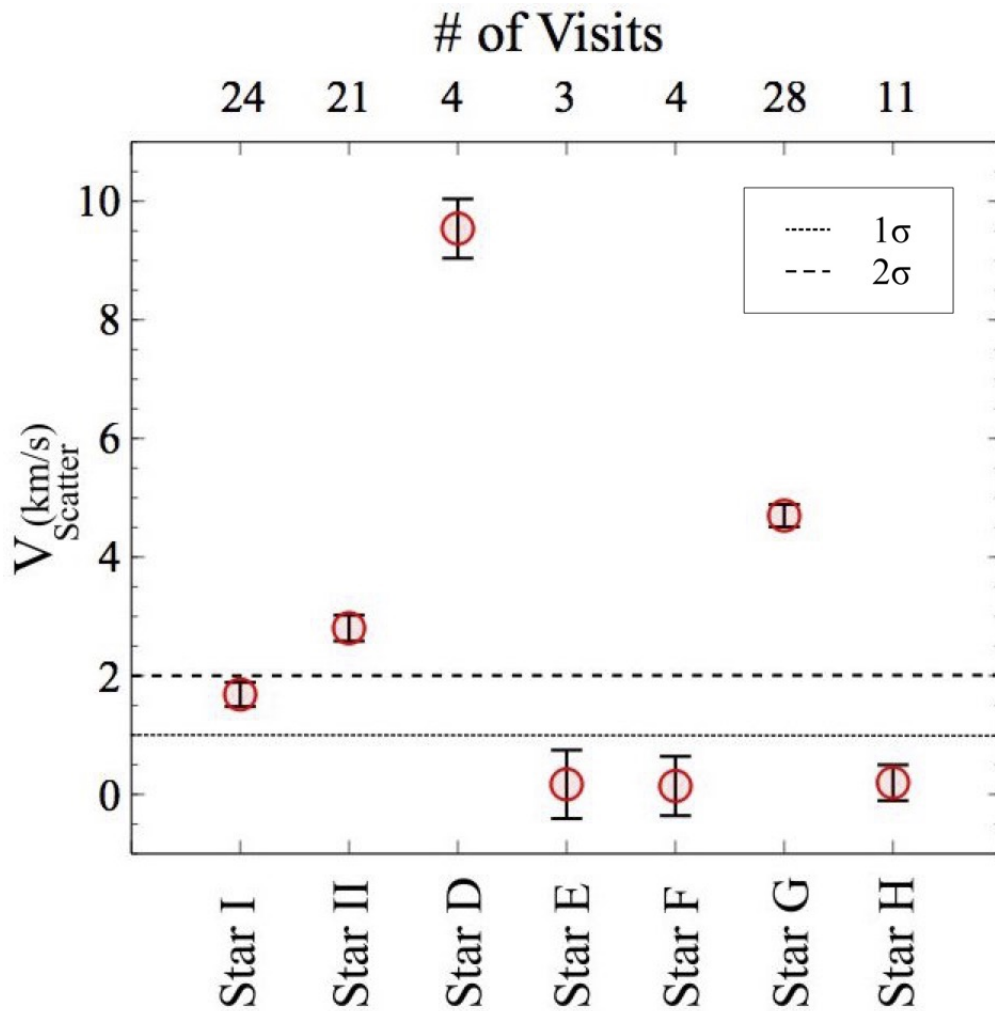 # of Visits
24 21 4 3 4 28 11
10
8
6
4
2
0
V Scatter (km/s)
1σ
2σ
Star I
Star II
Star D
Star E
Star F
Star G
Star H